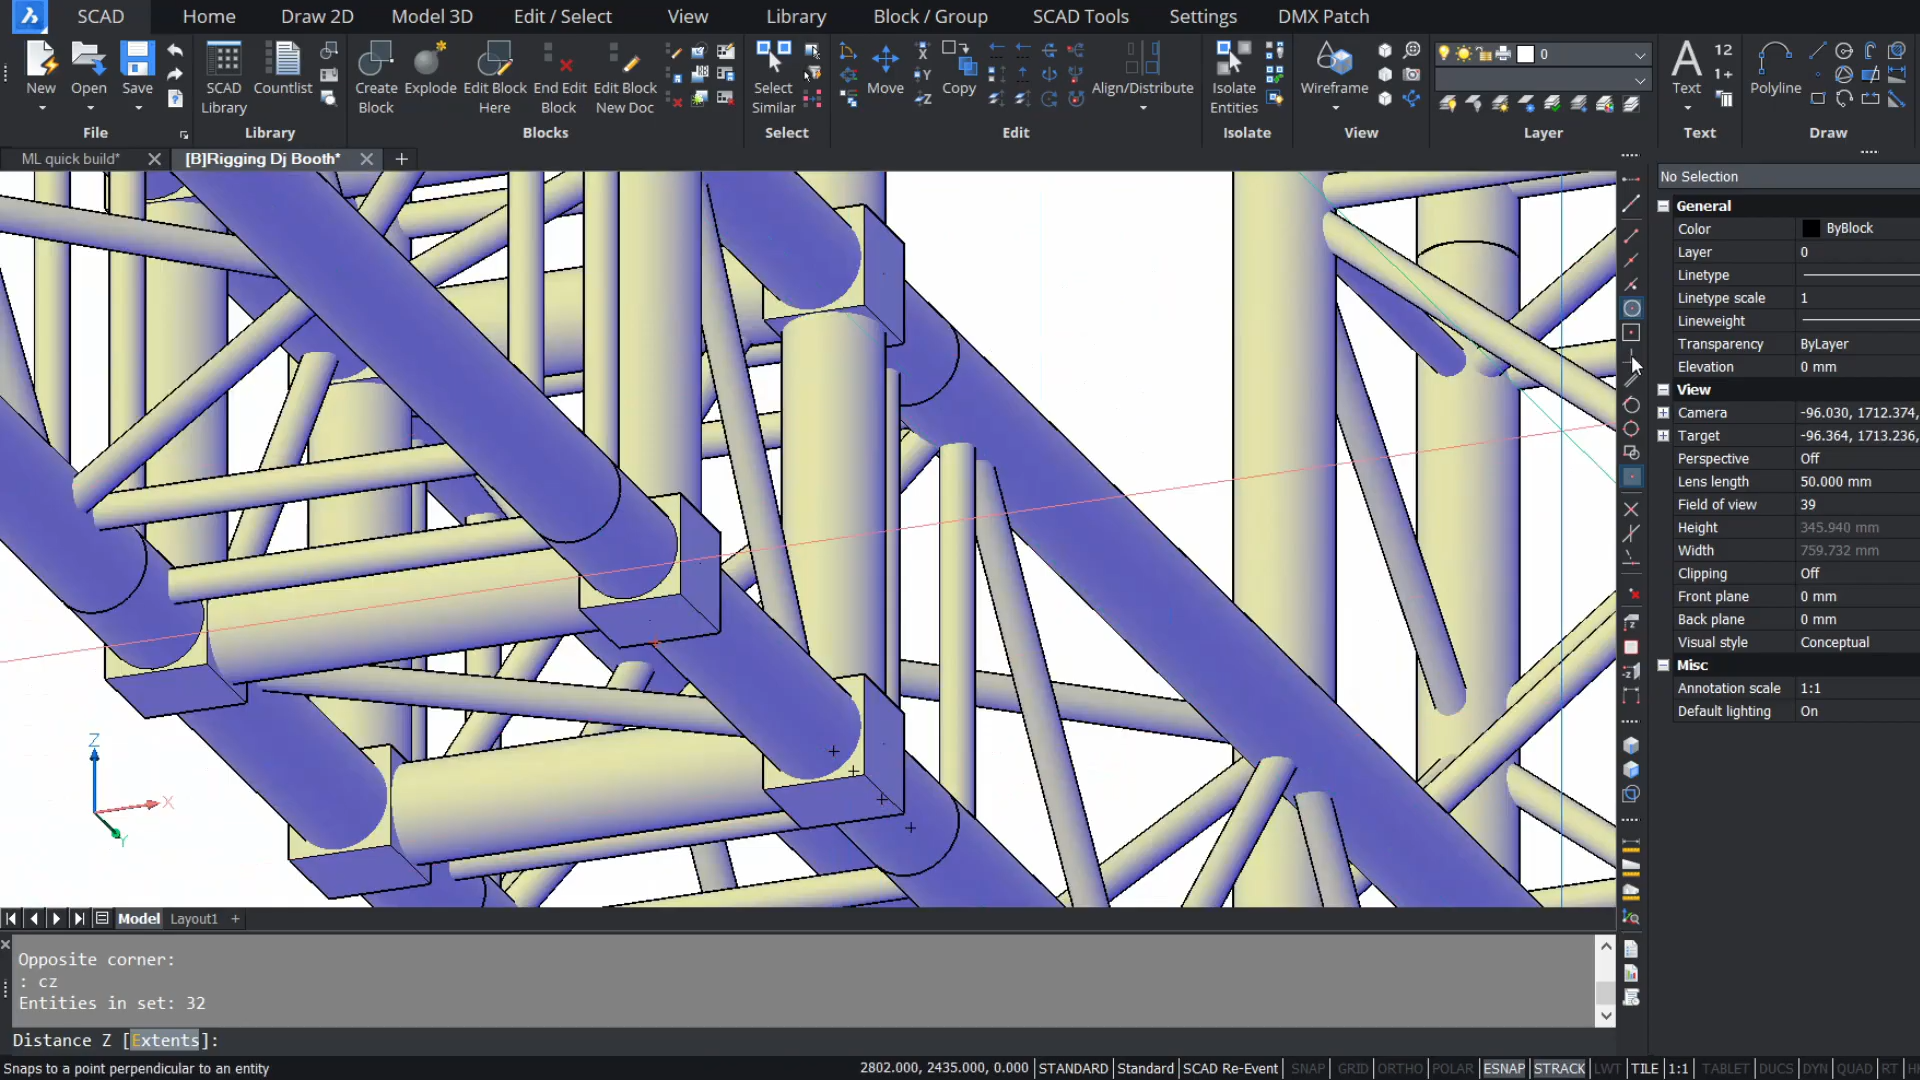 SCAD Home Draw 2D Model 3D Edit / Select View Library Block / Group SCAD Tools Settings DMX Patch
New Open Save
SCAD Library Countlist
Create Block Explode Edit Block Here End Edit Block Edit Block New Doc
Select Similar
Move Copy Align/Distribute
Isolate Entities
Wireframe
0
Text Polyline
File Library Blocks Select Edit Isolate View Layer Text Draw
ML quick build* [B]Rigging Dj Booth*
No Selection
General
Color ByBlock
Layer 0
Linetype
Linetype scale 1
Lineweight
Transparency ByLayer
Elevation 0 mm
View
Camera -96.030, 1712.374,
Target -96.364, 1713.236,
Perspective Off
Lens length 50.000 mm
Field of view 39
Height 345.940 mm
Width 759.732 mm
Clipping Off
Front plane 0 mm
Back plane 0 mm
Visual style Conceptual
Misc
Annotation scale 1:1
Default lighting On
Z
X
Y
Model Layout1 +
Opposite corner:
: cz
Entities in set: 32
Distance Z [Extents]:
Snaps to a point perpendicular to an entity 2802.000, 2435.000, 0.000 STANDARD Standard SCAD Re-Event SNAP GRID ORTHO POLAR ESNAP STRACK LWT TILE 1:1 TABLET DUCS DYN QUAD RT